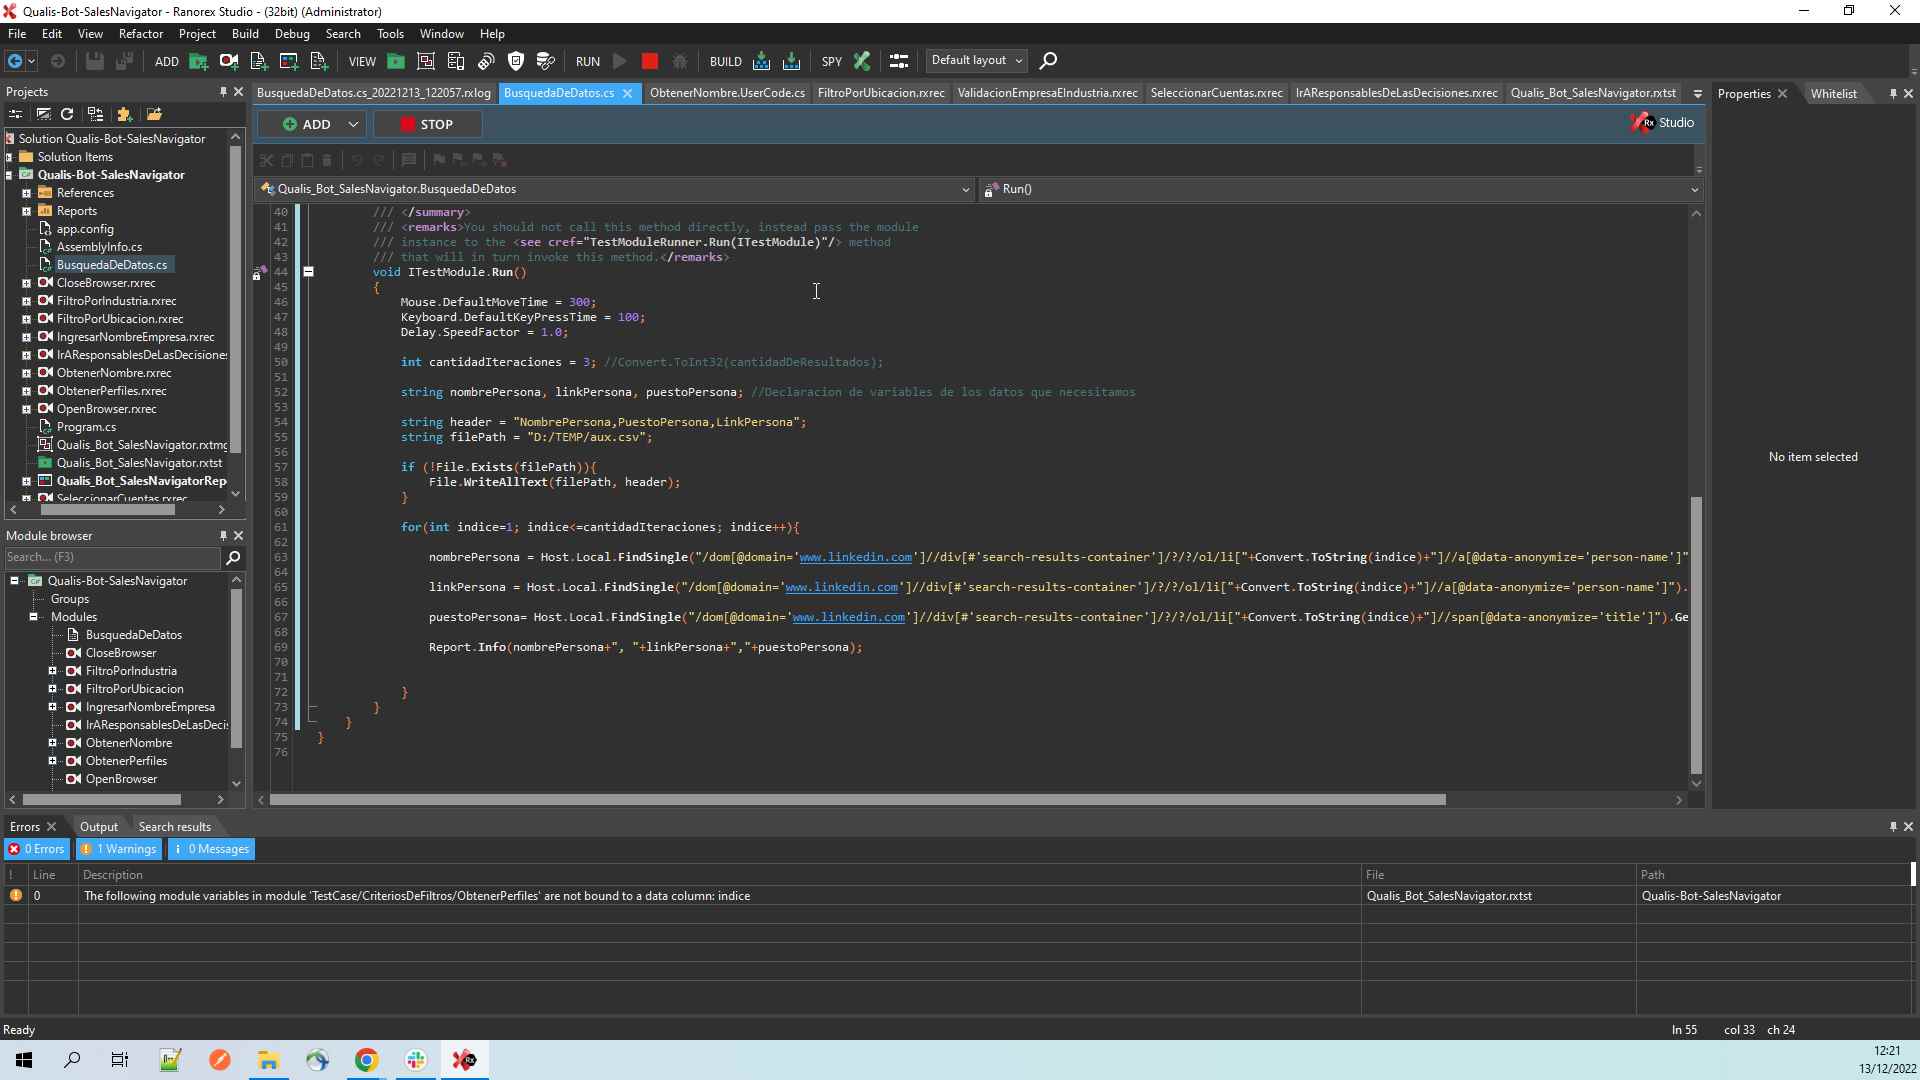 Qualis-Bot-SalesNavigator - Ranorex Studio - (32bit) (Administrator)
File Edit View Refactor Project Build Debug Search Tools Window Help
ADD VIEW RUN BUILD SPY Default layout
Projects
Solution Qualis-Bot-SalesNavigator
Solution Items
Qualis-Bot-SalesNavigator
References
Reports
app.config
AssemblyInfo.cs
BusquedaDeDatos.cs
CloseBrowser.rxrec
FiltroPorIndustria.rxrec
FiltroPorUbicacion.rxrec
IngresarNombreEmpresa.rxrec
IrAResponsablesDeLasDecisiones
ObtenerNombre.rxrec
ObtenerPerfiles.rxrec
OpenBrowser.rxrec
Program.cs
Qualis_Bot_SalesNavigator.rxtmg
Qualis_Bot_SalesNavigator.rxtst
Qualis_Bot_SalesNavigatorRep
SeleccionarCuentas.rxrec
Module browser
Search... (F3)
Qualis-Bot-SalesNavigator
Groups
Modules
BusquedaDeDatos
CloseBrowser
FiltroPorIndustria
FiltroPorUbicacion
IngresarNombreEmpresa
IrAResponsablesDeLasDecis
ObtenerNombre
ObtenerPerfiles
OpenBrowser
BusquedaDeDatos.cs_20221213_122057.rxlog BusquedaDeDatos.cs ObtenerNombre.UserCode.cs FiltroPorUbicacion.rxrec ValidacionEmpresaEIndustria.rxrec SeleccionarCuentas.rxrec IrAResponsablesDeLasDecisiones.rxrec Qualis_Bot_SalesNavigator.rxtst
ADD STOP
Rx Studio
Qualis_Bot_SalesNavigator.BusquedaDeDatos Run()
40 /// </summary>
41 /// <remarks>You should not call this method directly, instead pass the module
42 /// instance to the <see cref="TestModuleRunner.Run(ITestModule)"/> method
43 /// that will in turn invoke this method.</remarks>
44 void ITestModule.Run()
45 {
46 Mouse.DefaultMoveTime = 300;
47 Keyboard.DefaultKeyPressTime = 100;
48 Delay.SpeedFactor = 1.0;
49
50 int cantidadIteraciones = 3; //Convert.ToInt32(cantidadDeResultados);
51
52 string nombrePersona, linkPersona, puestoPersona; //Declaracion de variables de los datos que necesitamos
53
54 string header = "NombrePersona,PuestoPersona,LinkPersona";
55 string filePath = "D:/TEMP/aux.csv";
56
57 if (!File.Exists(filePath)){
58 File.WriteAllText(filePath, header);
59 }
60
61 for(int indice=1; indice<=cantidadIteraciones; indice++){
62
63 nombrePersona = Host.Local.FindSingle("/dom[@domain='www.linkedin.com']//div[#'search-results-container']/?/?/ol/li["+Convert.ToString(indice)+"]//a[@data-anonymize='person-name']"
64
65 linkPersona = Host.Local.FindSingle("/dom[@domain='www.linkedin.com']//div[#'search-results-container']/?/?/ol/li["+Convert.ToString(indice)+"]//a[@data-anonymize='person-name']").
66
67 puestoPersona= Host.Local.FindSingle("/dom[@domain='www.linkedin.com']//div[#'search-results-container']/?/?/ol/li["+Convert.ToString(indice)+"]//span[@data-anonymize='title']").Ge
68
69 Report.Info(nombrePersona+", "+linkPersona+","+puestoPersona);
70
71
72 }
73 }
74 }
75 }
76
Properties Whitelist
No item selected
Errors Output Search results
0 Errors 1 Warnings 0 Messages
! Line Description File Path
0 The following module variables in module 'TestCase/CriteriosDeFiltros/ObtenerPerfiles' are not bound to a data column: indice Qualis_Bot_SalesNavigator.rxtst Qualis-Bot-SalesNavigator
Ready ln 55 col 33 ch 24
12:21
13/12/2022